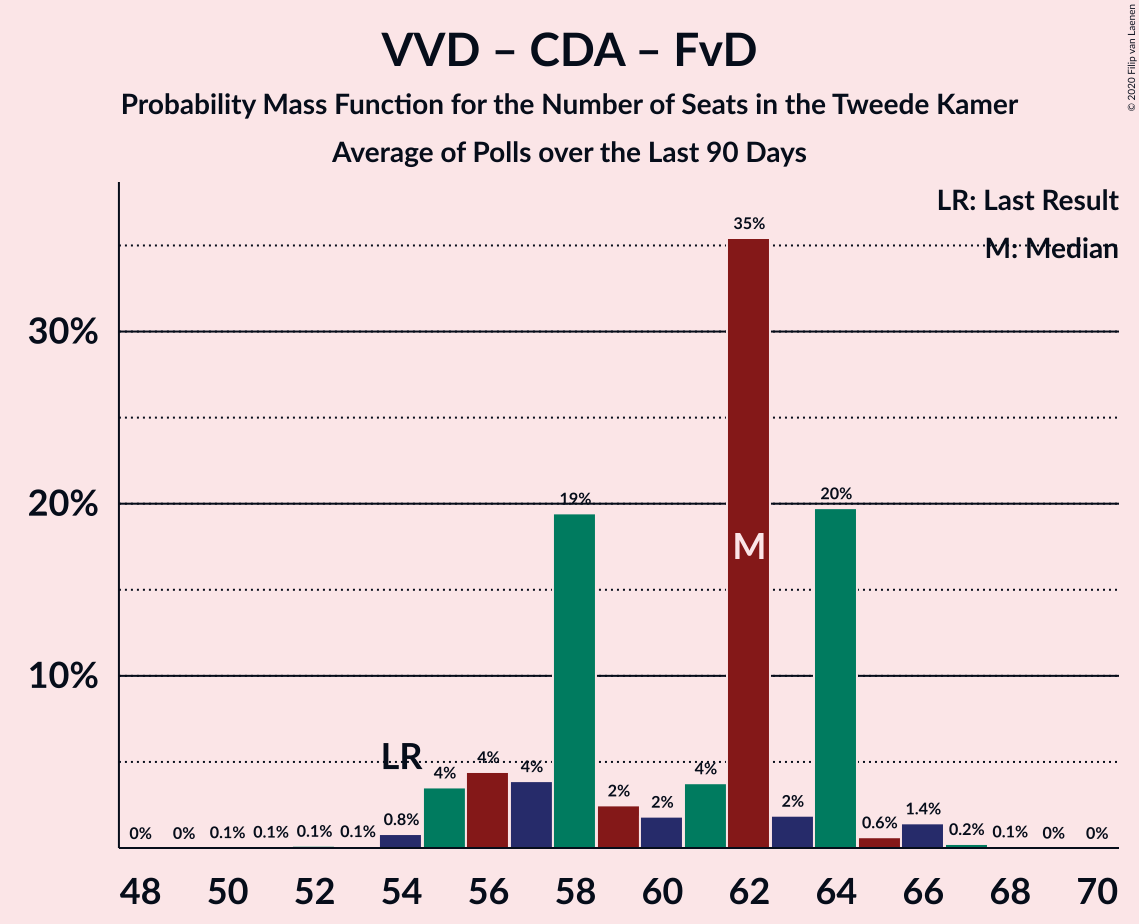 VVD – CDA – FvD
Probability Mass Function for the Number of Seats in the Tweede Kamer
Average of Polls over the Last 90 Days
© 2020 Filip van Laenen
LR: Last Result
M: Median
30%
20%
10%
0% 0% 0.1% 0.1% 0.1% 0.1% 0.8% 4% 4% 4% 19% 2% 2% 4% 35% 2% 20% 0.6% 1.4% 0.2% 0.1% 0% 0%
LR
M
48 50 52 54 56 58 60 62 64 66 68 70